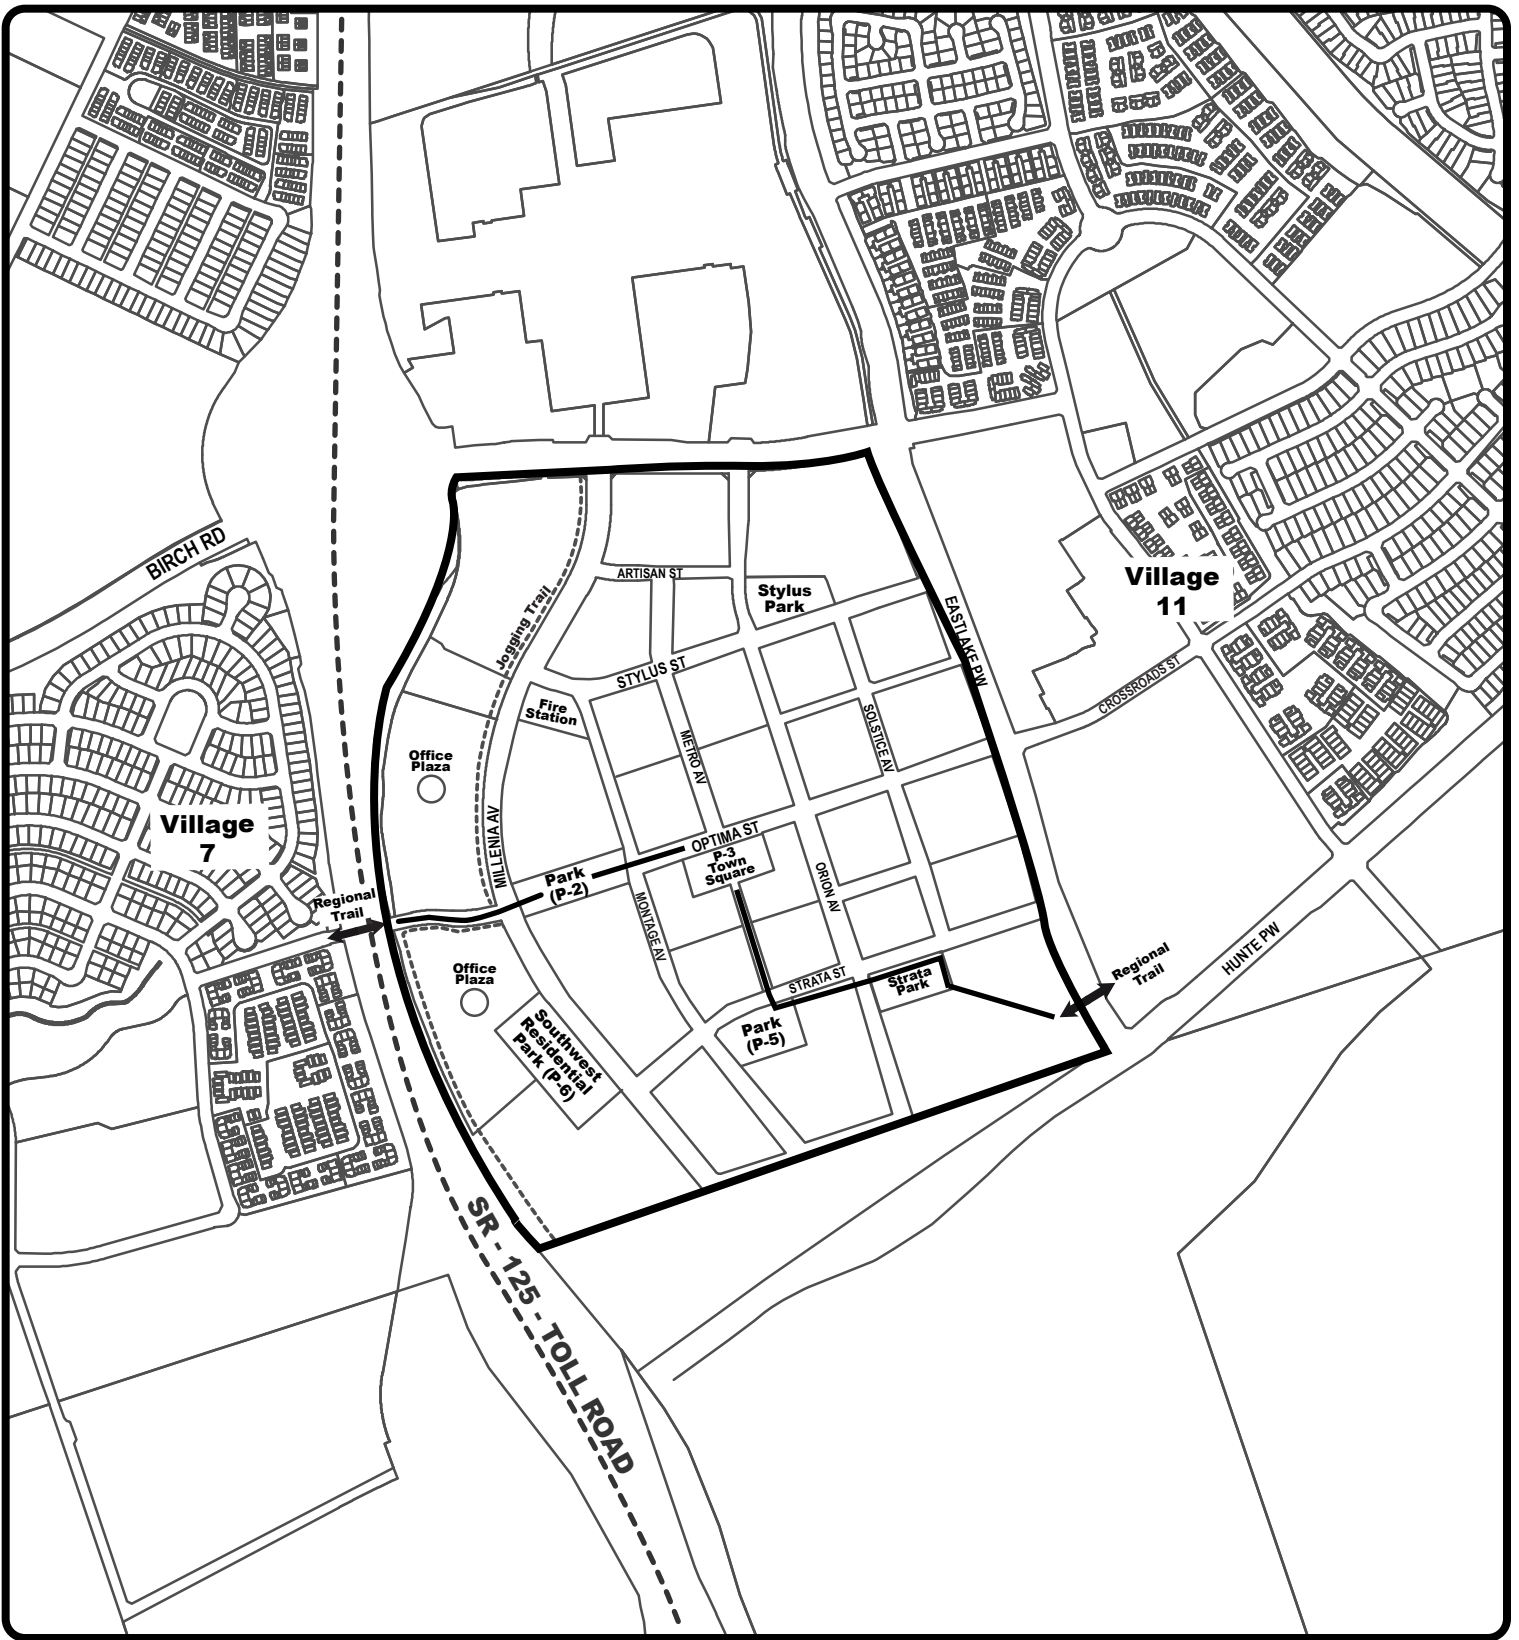 BIRCH RD
ARTISAN ST
Stylus
Park
Village
11
EASTLAKE PW
Jogging Trail
STYLUS ST
CROSSROADS ST
Fire
Station
METRO AV
SOLSTICE AV
Office
Plaza
Village
7
MILLENIA AV
OPTIMA ST
P-3
Town
Square
Park
(P-2)
ORION AV
Regional
Trail
MONTAGE AV
HUNTE PW
Regional
Trail
Office
Plaza
STRATA ST
Strata
Park
Park
(P-5)
Southwest
Residential
Park (P-6)
SR - 125 - TOLL ROAD